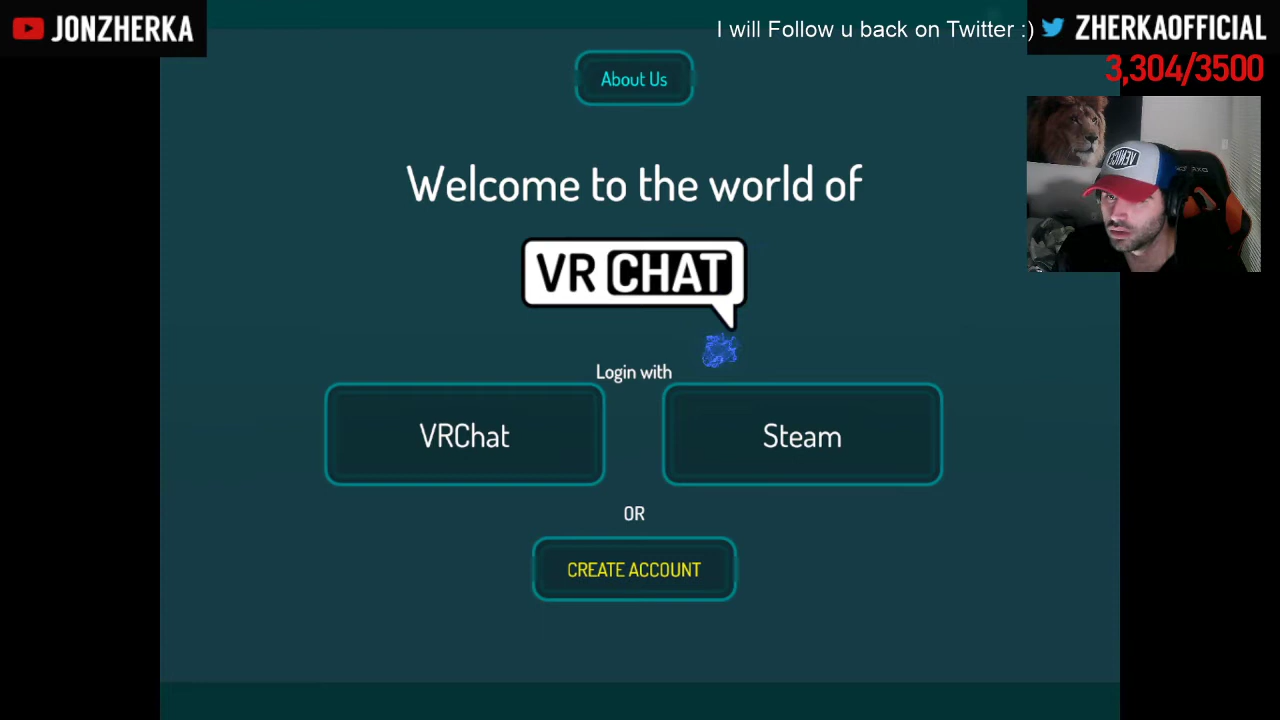 JONZHERKA
I will Follow u back on Twitter :)
ZHERKAOFFICIAL
3,304/3500
About Us
Welcome to the world of
VR CHAT
Login with
VRChat
Steam
OR
CREATE ACCOUNT
VENICE